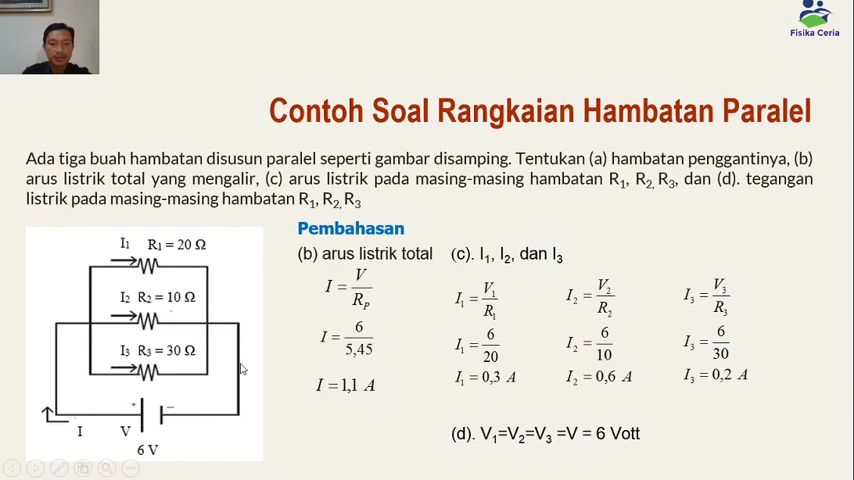 Fisika Ceria
Contoh Soal Rangkaian Hambatan Paralel
Ada tiga buah hambatan disusun paralel seperti gambar disamping. Tentukan (a) hambatan penggantinya, (b)
arus listrik total yang mengalir, (c) arus listrik pada masing-masing hambatan R₁, R₂, R₃, dan (d). tegangan
listrik pada masing-masing hambatan R₁, R₂, R₃
Pembahasan
(b) arus listrik total
I = V / R_P
I = 6 / 5,45
I = 1,1 A
(c). I₁, I₂, dan I₃
I₁ = V₁ / R₁
I₁ = 6 / 20
I₁ = 0,3 A
I₂ = V₂ / R₂
I₂ = 6 / 10
I₂ = 0,6 A
I₃ = V₃ / R₃
I₃ = 6 / 30
I₃ = 0,2 A
(d). V₁=V₂=V₃ =V = 6 Vott
I₁ R₁ = 20 Ω
I₂ R₂ = 10 Ω
I₃ R₃ = 30 Ω
+ −
I V
6 V